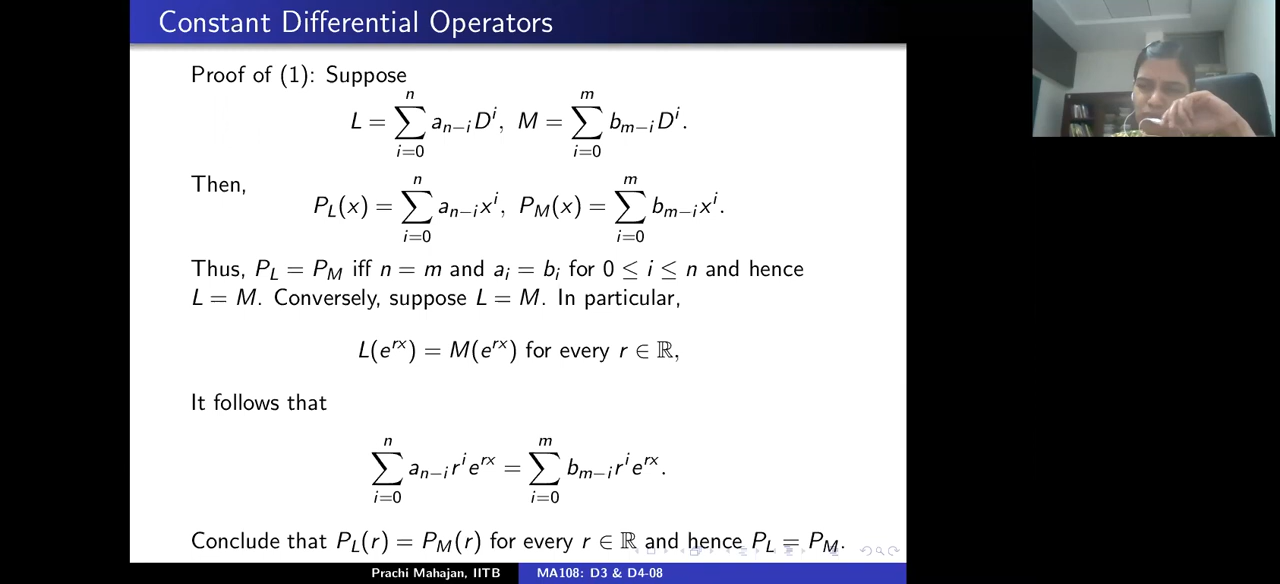 Constant Differential Operators
Proof of (1): Suppose
L = \sum_{i=0}^{n} a_{n-i} D^i, M = \sum_{i=0}^{m} b_{m-i} D^i.
Then,
P_L(x) = \sum_{i=0}^{n} a_{n-i} x^i, P_M(x) = \sum_{i=0}^{m} b_{m-i} x^i.
Thus, P_L = P_M iff n = m and a_i = b_i for 0 ≤ i ≤ n and hence
L = M. Conversely, suppose L = M. In particular,
L(e^{rx}) = M(e^{rx}) for every r ∈ ℝ,
It follows that
\sum_{i=0}^{n} a_{n-i} r^i e^{rx} = \sum_{i=0}^{m} b_{m-i} r^i e^{rx}.
Conclude that P_L(r) = P_M(r) for every r ∈ ℝ and hence P_L = P_M.
Prachi Mahajan, IITB MA108: D3 & D4-08